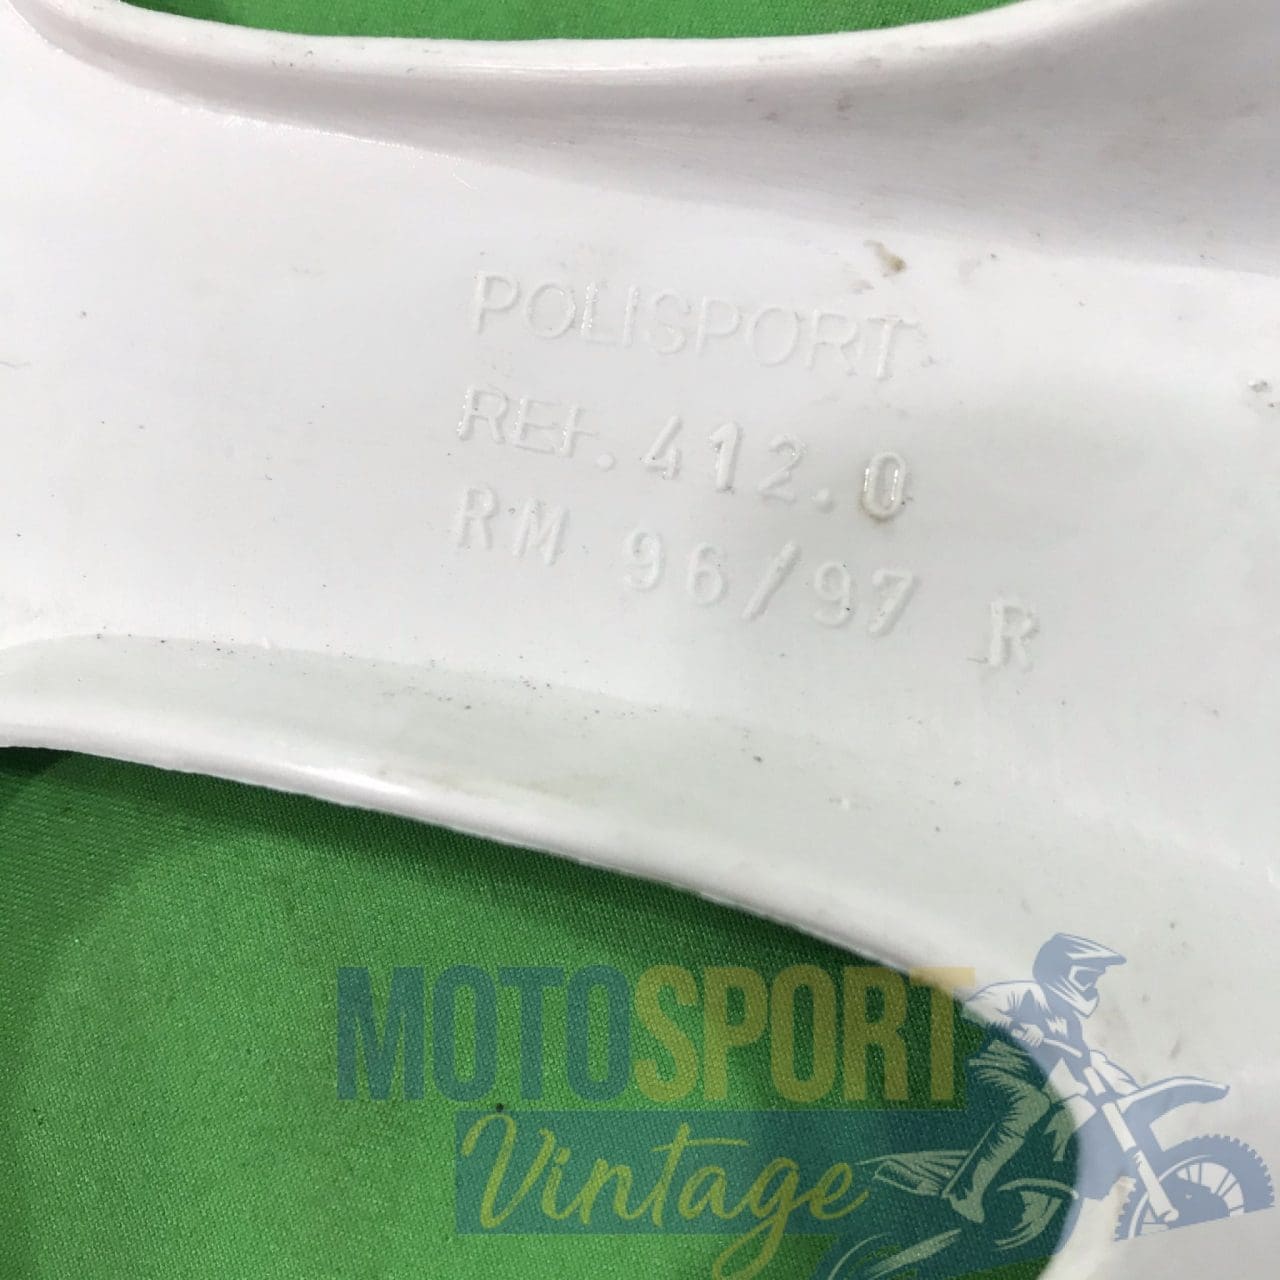 POLISPORT
REF.412.0
RM 96/97 R
MOTOSPORT
Vintage